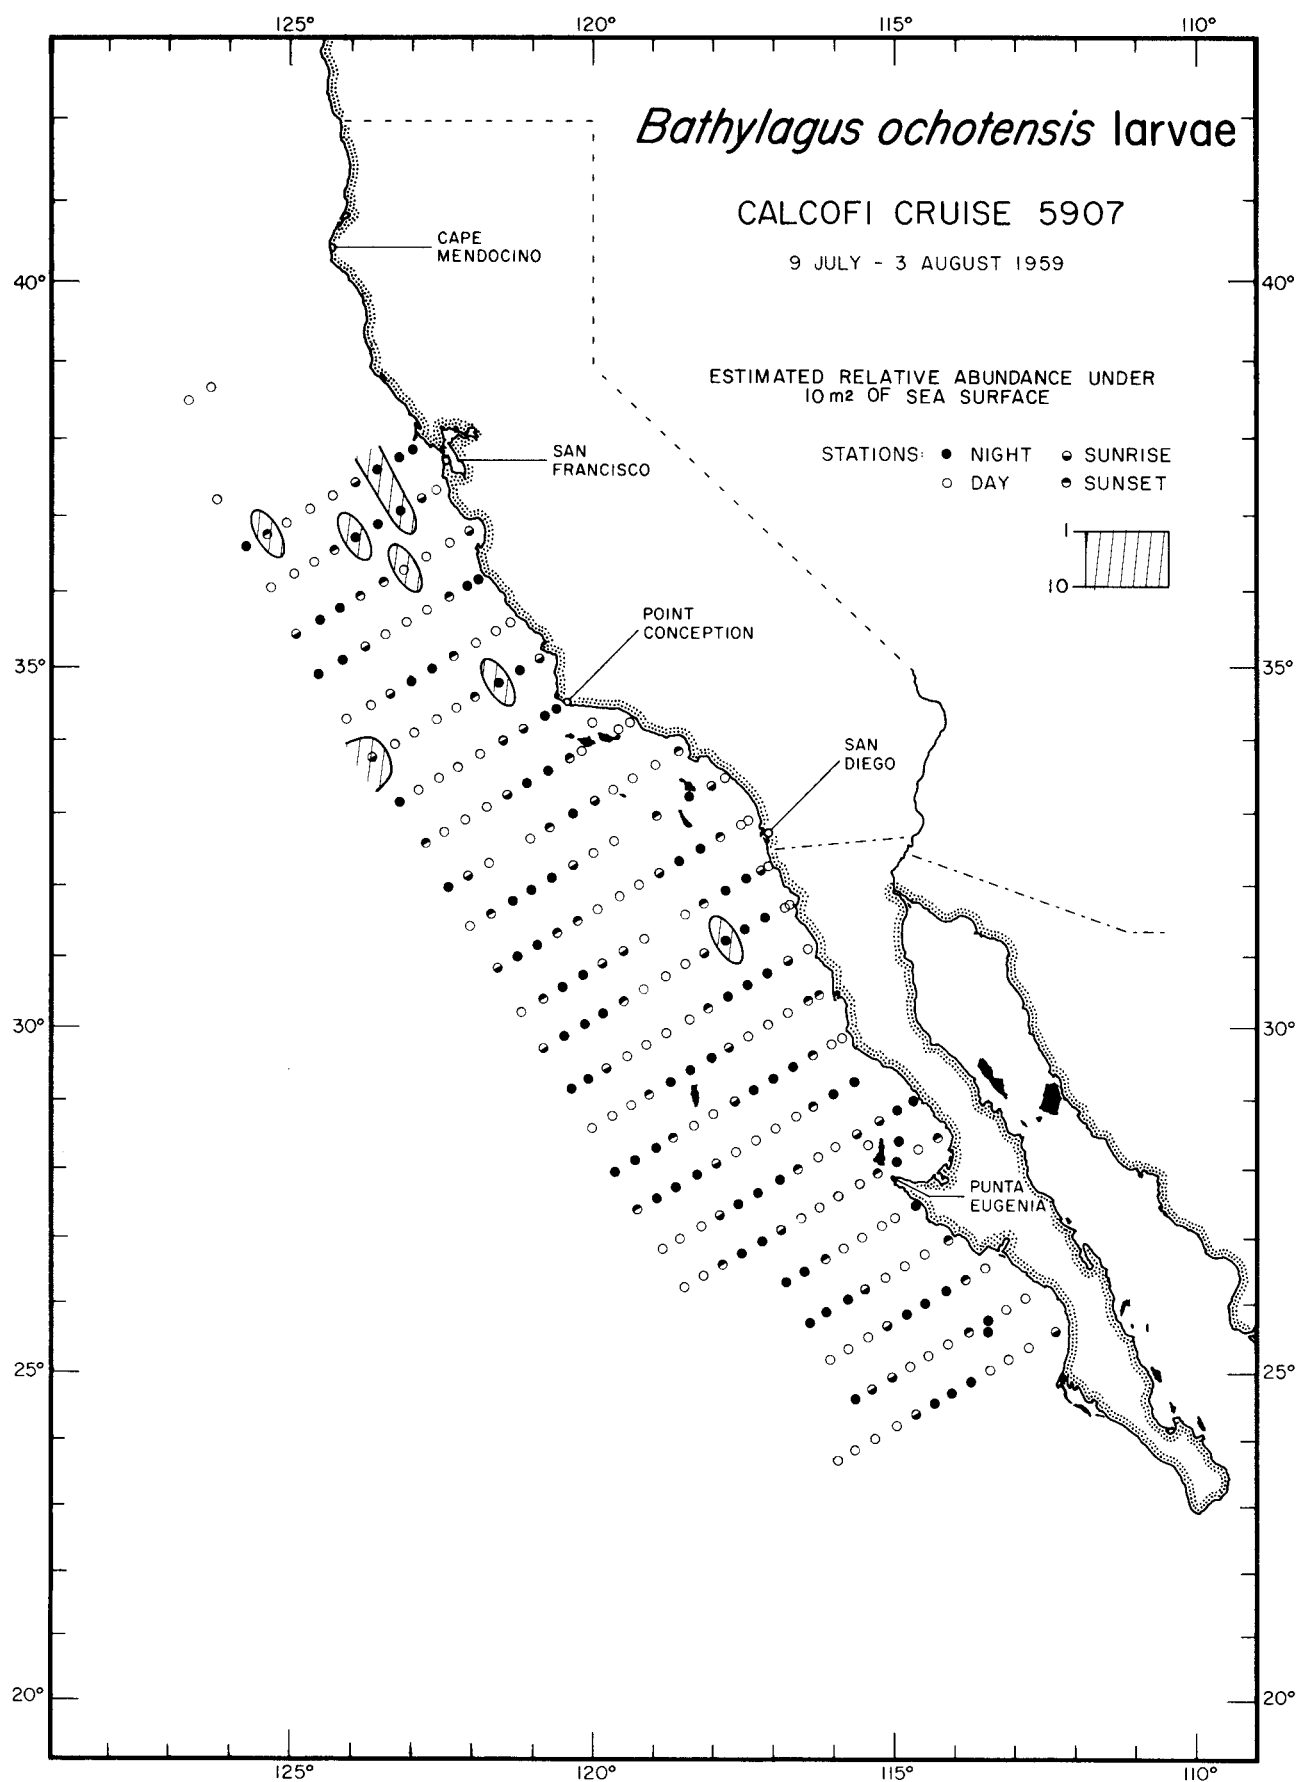 125° 120° 115° 110°
Bathylagus ochotensis larvae
CALCOFI CRUISE 5907
9 JULY - 3 AUGUST 1959
CAPE
MENDOCINO
40° 40°
ESTIMATED RELATIVE ABUNDANCE UNDER
10 m2 OF SEA SURFACE
STATIONS: ● NIGHT SUNRISE
○ DAY SUNSET
SAN
FRANCISCO
1
10
POINT
CONCEPTION
35° 35°
SAN
DIEGO
30° 30°
PUNTA
EUGENIA
25° 25°
20° 20°
125° 120° 115° 110°